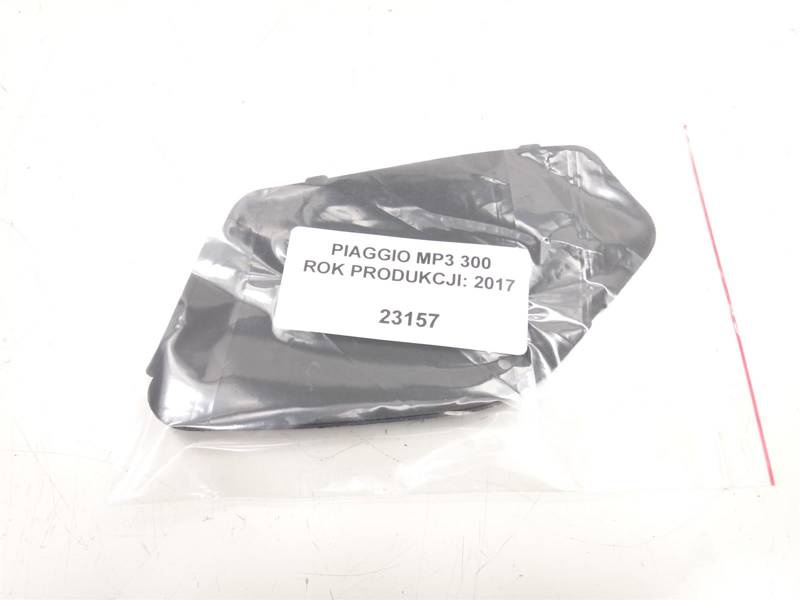 PIAGGIO MP3 300
ROK PRODUKCJI: 2017
23157